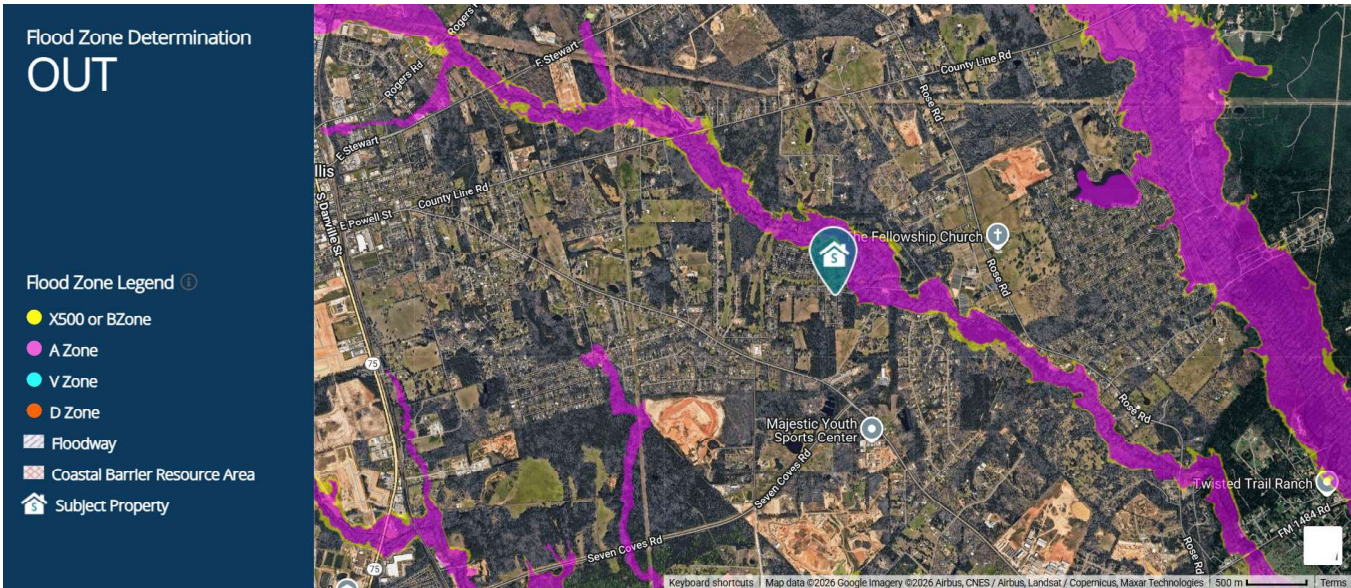 Flood Zone Determination
OUT
Flood Zone Legend
X500 or BZone
A Zone
V Zone
D Zone
Floodway
Coastal Barrier Resource Area
S Subject Property
Rogers R
Rogers Rd
E Stewart
E Stewart
County Line Rd
Rose Rd
llis
S Danville St
County Line Rd
E Powell St
he Fellowship Church
S
Rose Rd
75
Rose Rd
Majestic Youth
Sports Center
Seven Coves Rd
Twisted Trail Ranch
FM 1484 Rd
Seven Coves Rd
Rose Rd
75
Keyboard shortcuts
Map data ©2026 Google Imagery ©2026 Airbus, CNES / Airbus, Landsat / Copernicus, Maxar Technologies
500 m
Terms